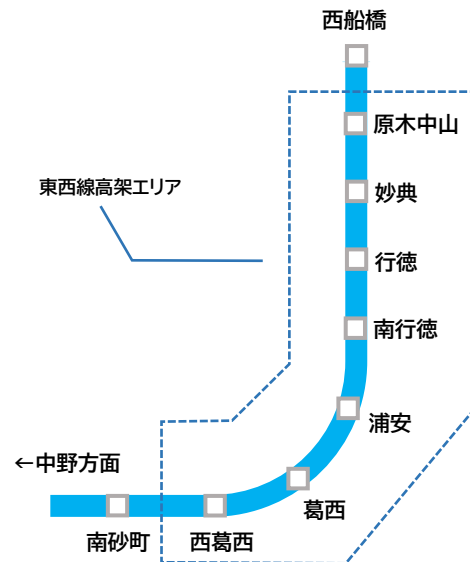 西船橋
原木中山
東西線高架エリア
妙典
行徳
南行徳
浦安
←中野方面
葛西
南砂町
西葛西